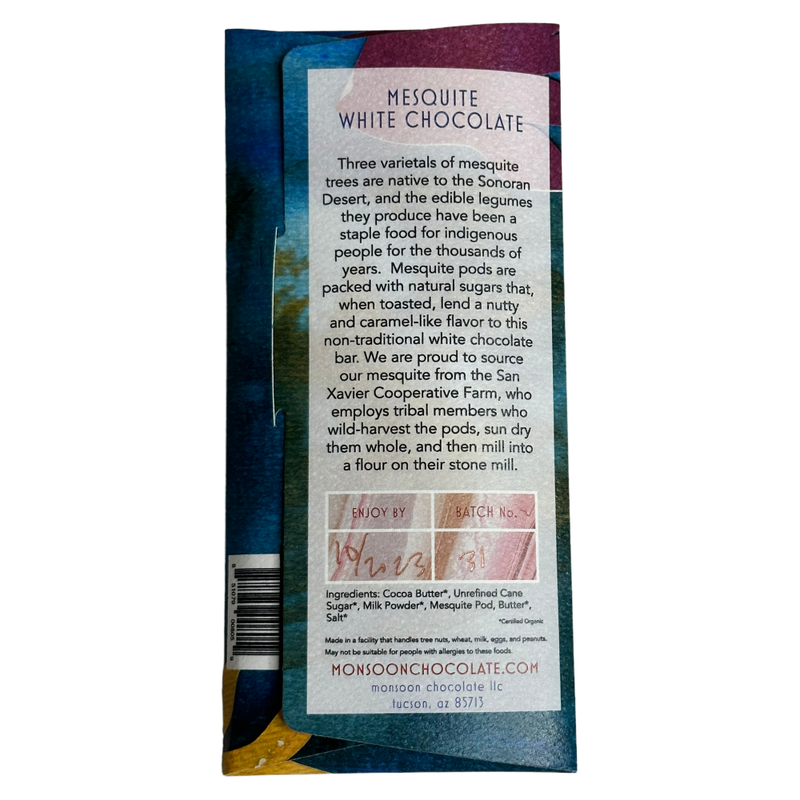 MESQUITE
WHITE CHOCOLATE
Three varietals of mesquite
trees are native to the Sonoran
Desert, and the edible legumes
they produce have been a
staple food for indigenous
people for the thousands of
years. Mesquite pods are
packed with natural sugars that,
when toasted, lend a nutty
and caramel-like flavor to this
non-traditional white chocolate
bar. We are proud to source
our mesquite from the San
Xavier Cooperative Farm, who
employs tribal members who
wild-harvest the pods, sun dry
them whole, and then mill into
a flour on their stone mill.
ENJOY BY BATCH No.
10/2023 31
Ingredients: Cocoa Butter*, Unrefined Cane
Sugar*, Milk Powder*, Mesquite Pod, Butter*,
Salt*
*Certified Organic
Made in a facility that handles tree nuts, wheat, milk, eggs, and peanuts.
May not be suitable for people with allergies to these foods.
MONSOONCHOCOLATE.COM
monsoon chocolate llc
tucson, az 85713